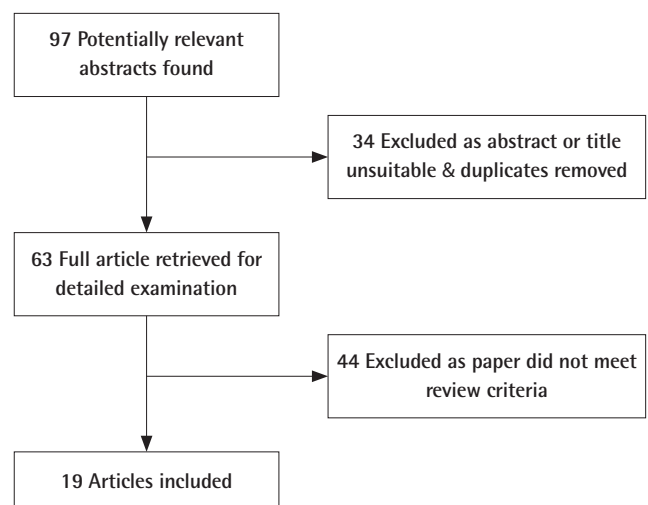 97 Potentially relevant
abstracts found
34 Excluded as abstract or title
unsuitable & duplicates removed
63 Full article retrieved for
detailed examination
44 Excluded as paper did not meet
review criteria
19 Articles included